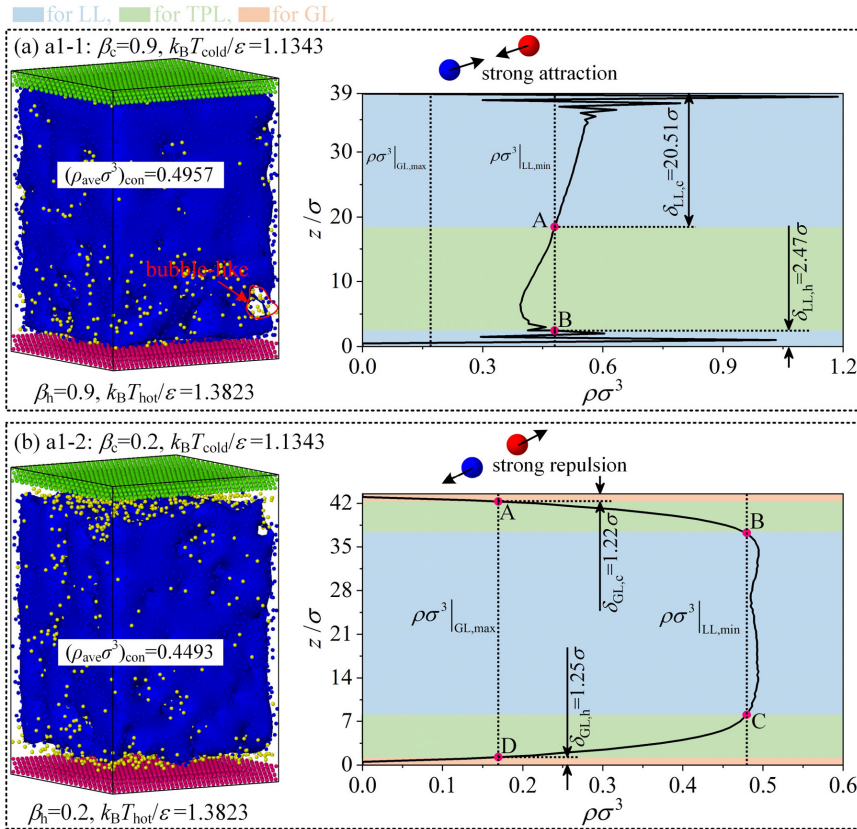 for LL, for TPL, for GL
(a) a1-1: βc=0.9, kBTcold/ε=1.1343
(ρaveσ³)con=0.4957
bubble-like
βh=0.9, kBThot/ε=1.3823
strong attraction
39
30
20
10
0
z/σ
ρσ³|GL,max
ρσ³|LL,min
A
B
δLL,c=20.51σ
δLL,h=2.47σ
0.0 0.3 0.6 0.9 1.2
ρσ³
(b) a1-2: βc=0.2, kBTcold/ε=1.1343
(ρaveσ³)con=0.4493
βh=0.2, kBThot/ε=1.3823
strong repulsion
42
35
28
21
14
7
0
z/σ
A
B
ρσ³|GL,max
ρσ³|LL,min
δGL,c=1.22σ
δGL,h=1.25σ
C
D
0.0 0.1 0.2 0.3 0.4 0.5 0.6
ρσ³